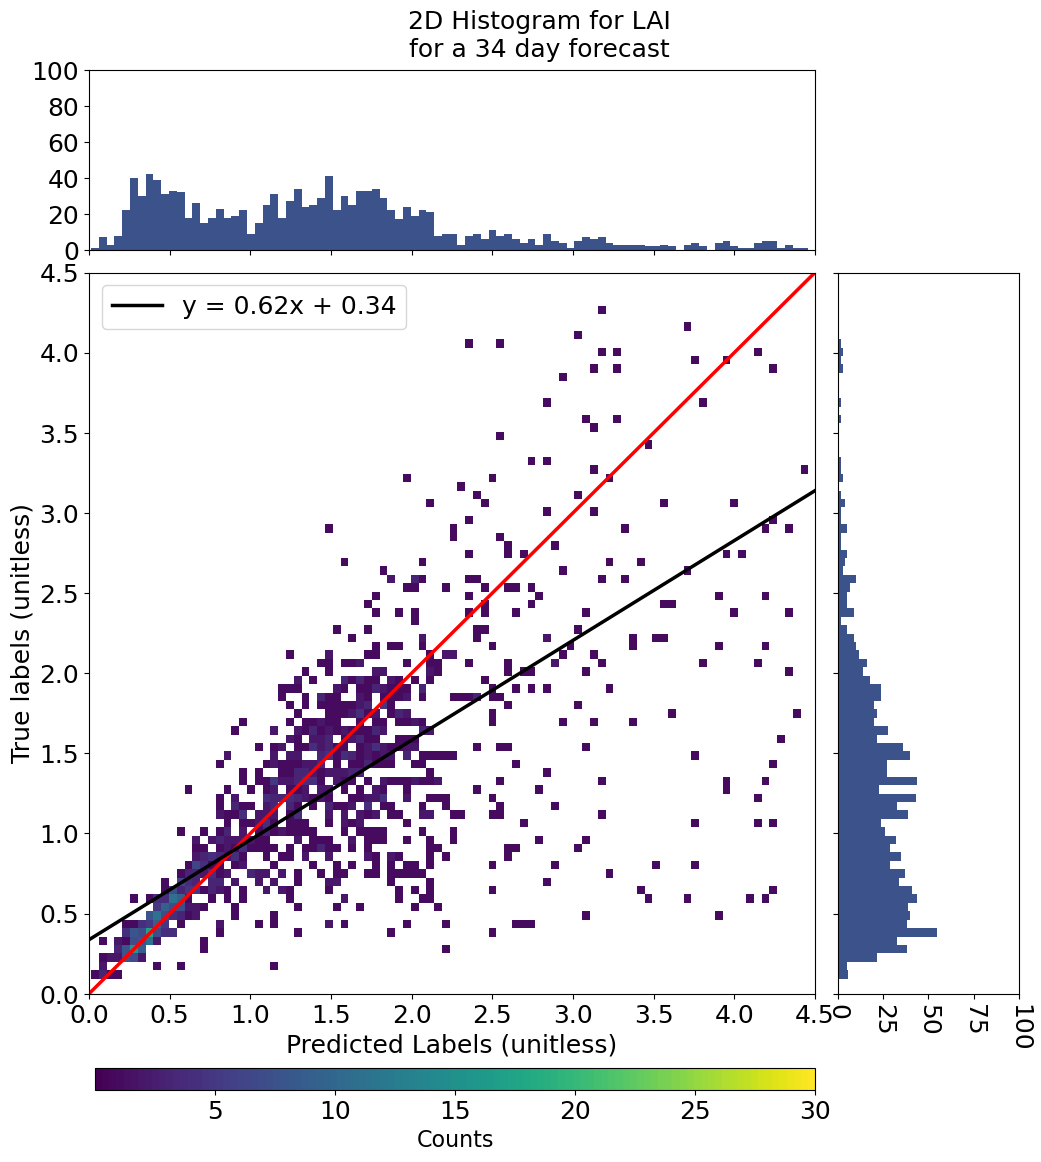 2D Histogram for LAI
for a 34 day forecast
100
80
60
40
20
0
4.5
4.0
3.5
3.0
2.5
2.0
1.5
1.0
0.5
0.0
True labels (unitless)
y = 0.62x + 0.34
0.0 0.5 1.0 1.5 2.0 2.5 3.0 3.5 4.0 4.5
Predicted Labels (unitless)
0 25 50 75 100
5 10 15 20 25 30
Counts